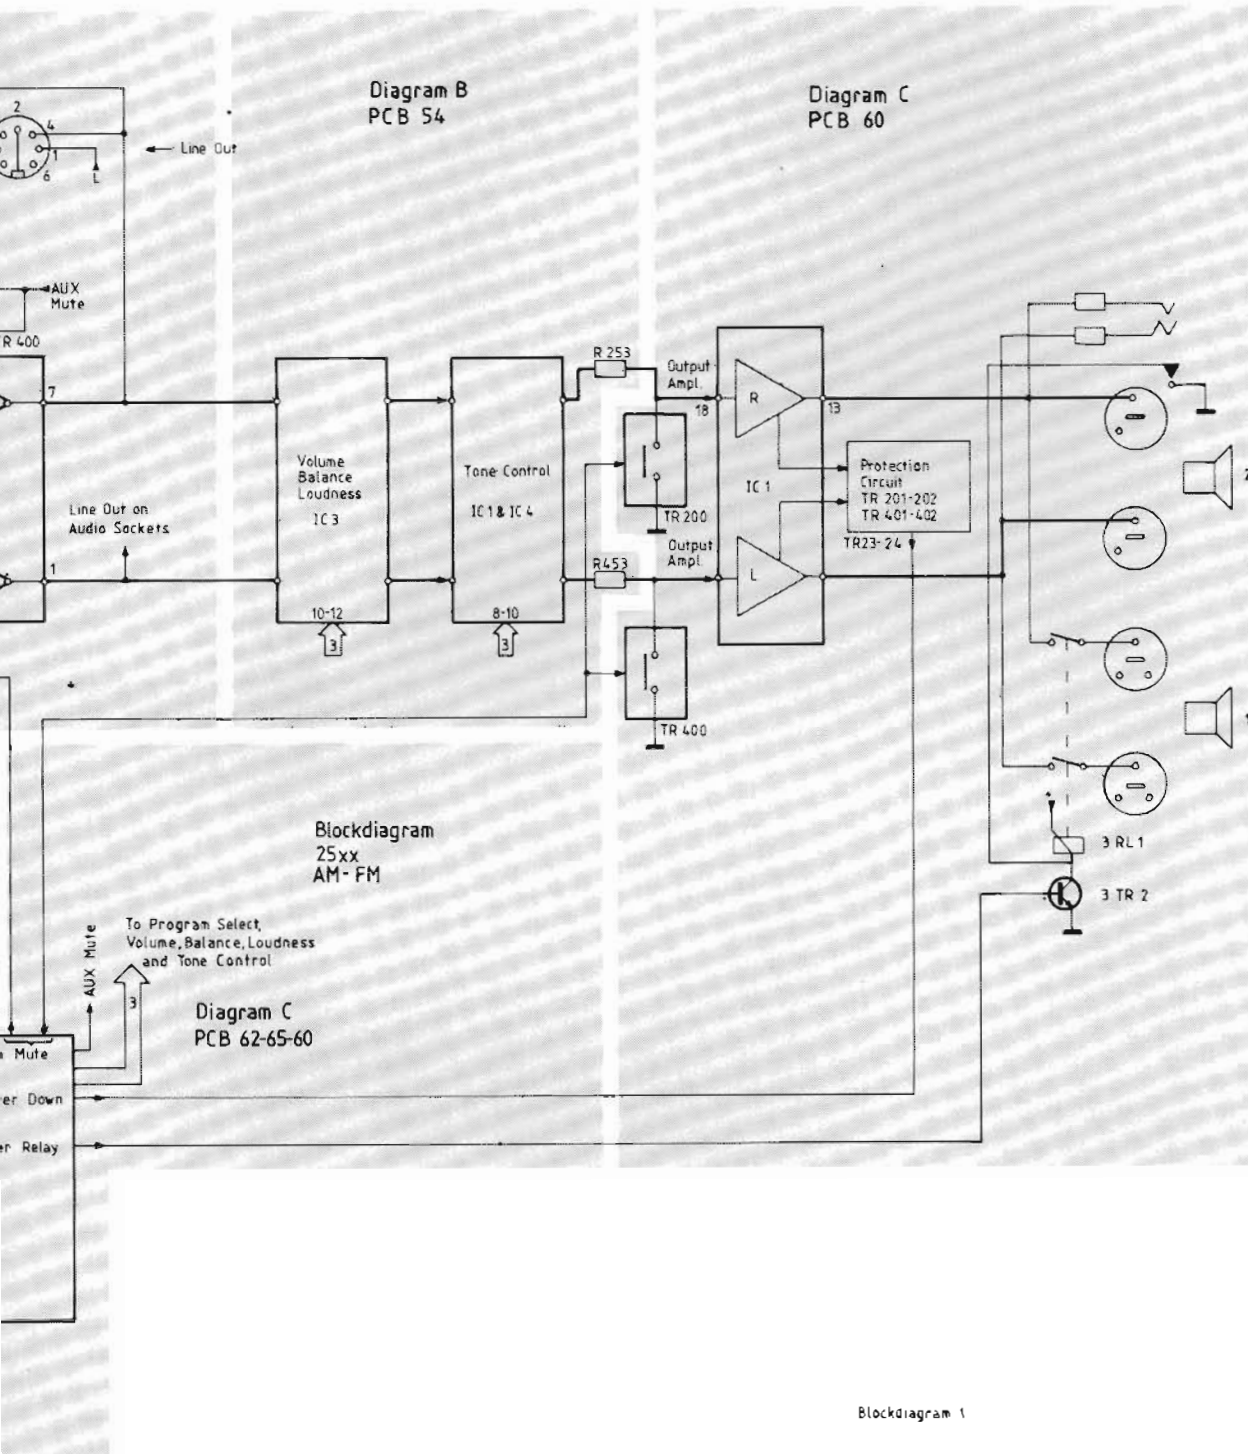 Diagram B
PCB 54
Diagram C
PCB 60
2
4
1
6
L
Line Out
AUX
Mute
R 400
7
1
Line Out on
Audio Sockets
Volume
Balance
Loudness
IC 3
10-12
3
Tone Control
IC 1 & IC 4
8-10
3
R 253
R453
TR 200
TR 400
Output
Ampl.
18
R
13
IC 1
Output
Ampl.
L
Protection
Circuit
TR 201-202
TR 401-402
TR23-24
3 RL 1
3 TR 2
Blockdiagram
25xx
AM-FM
AUX Mute
To Program Select,
Volume, Balance, Loudness
and Tone Control
3
Diagram C
PCB 62-65-60
Mute
er Down
er Relay
Blockdiagram 1